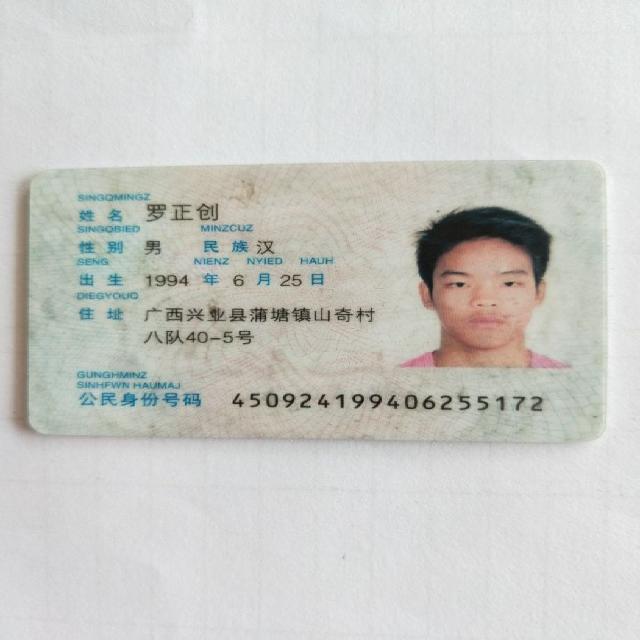 SINGQMINGZ
姓名 罗正创
SINGQBIED MINZCUZ
性别 男 民族 汉
SENG NIENZ NYIED HAUH
出生 1994 年 6 月 25 日
DIEGYOUQ
住址 广西兴业县蒲塘镇山奇村
八队40-5号
GUNGHMINZ
SINHFWN HAUMAJ
公民身份号码 450924199406255172